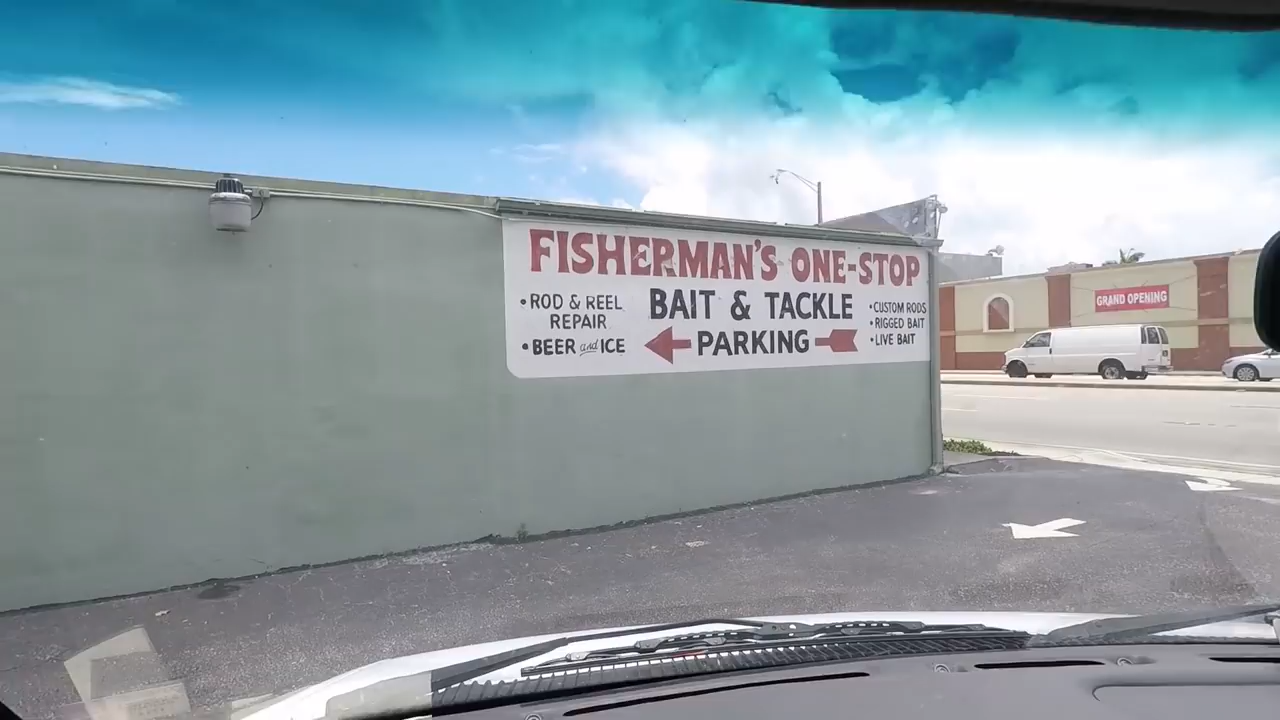 FISHERMAN'S ONE-STOP
BAIT & TACKLE
• ROD & REEL
REPAIR
• BEER and ICE
PARKING
• CUSTOM RODS
• RIGGED BAIT
• LIVE BAIT
GRAND OPENING